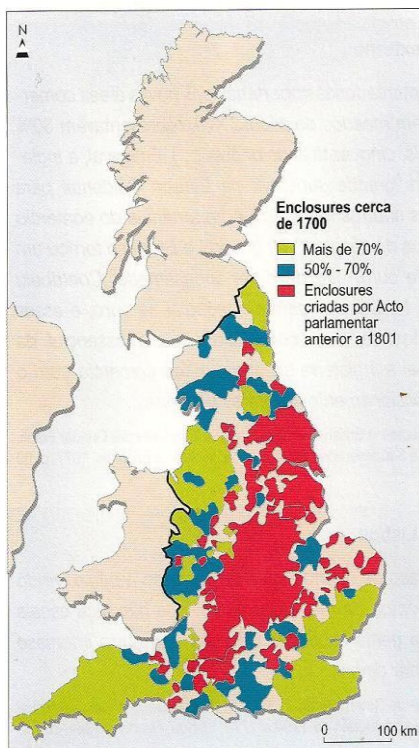 N
Enclosures cerca
de 1700
Mais de 70%
50% - 70%
Enclosures
criadas por Acto
parlamentar
anterior a 1801
0 100 km